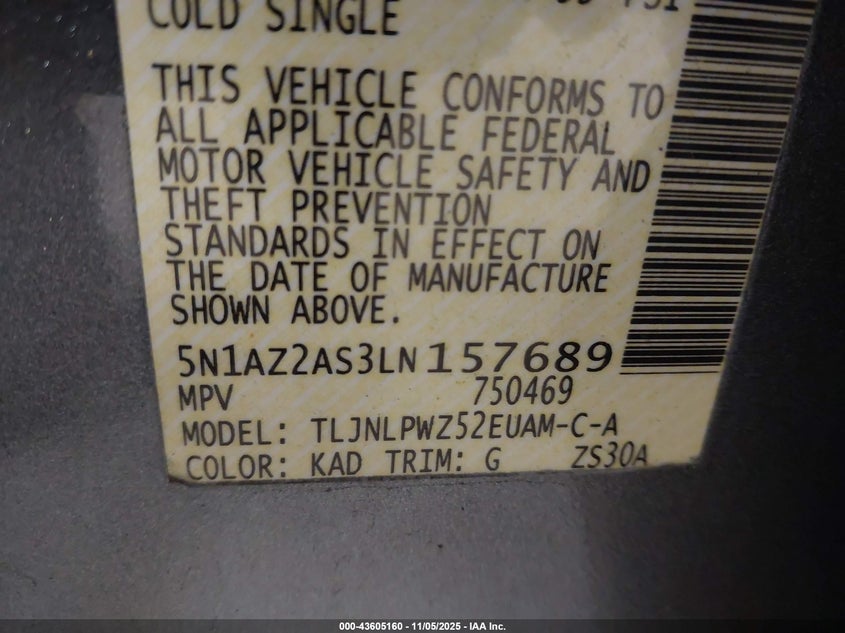 COLD SINGLE
THIS VEHICLE CONFORMS TO
ALL APPLICABLE FEDERAL
MOTOR VEHICLE SAFETY AND
THEFT PREVENTION
STANDARDS IN EFFECT ON
THE DATE OF MANUFACTURE
SHOWN ABOVE.
5N1AZ2AS3LN157689
MPV 750469
MODEL: TLJNLPWZ52EUAM-C-A
COLOR: KAD TRIM: G ZS30A
000-43605160 - 11/05/2025 - IAA Inc.